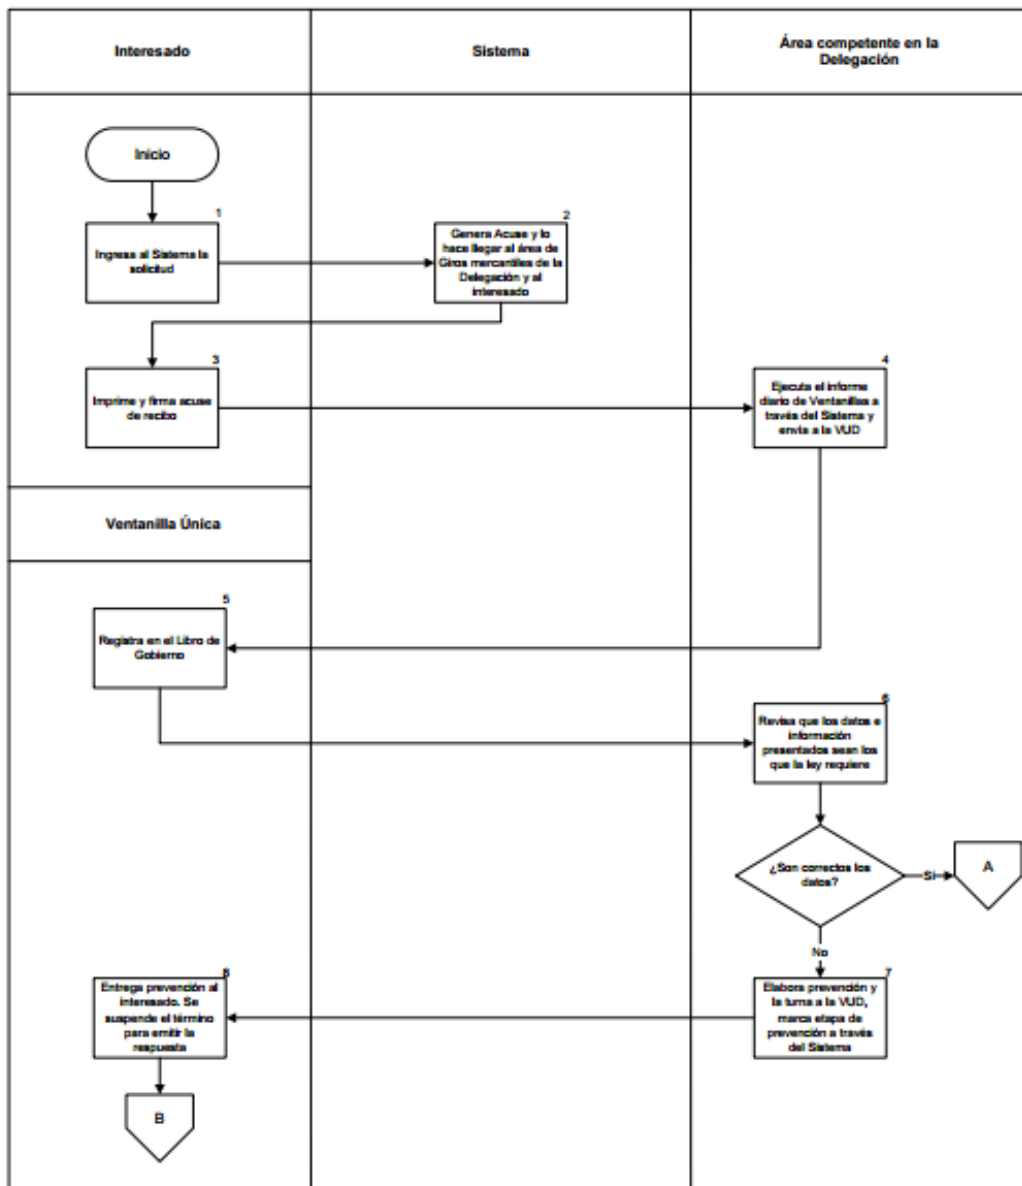 Interesado
Sistema
Área competente en la
Delegación
Inicio
1
Ingresa al Sistema la
solicitud
2
Genera Acuse y lo
hace llegar al área de
Giros mercantiles de la
Delegación y al
interesado
3
Imprime y firma acuse
de recibo
4
Ejecuta el informe
diario de Ventanillas a
través del Sistema y
envía a la VUD
Ventanilla Única
5
Registra en el Libro de
Gobierno
6
Revisa que los datos e
información
presentados sean los
que la ley requiere
¿Son correctos los
datos?
Si
A
No
7
Elabora prevención y
la turna a la VUD,
marca etapa de
prevención a través
del Sistema
8
Entrega prevención al
interesado. Se
suspende el término
para emitir la
respuesta
B